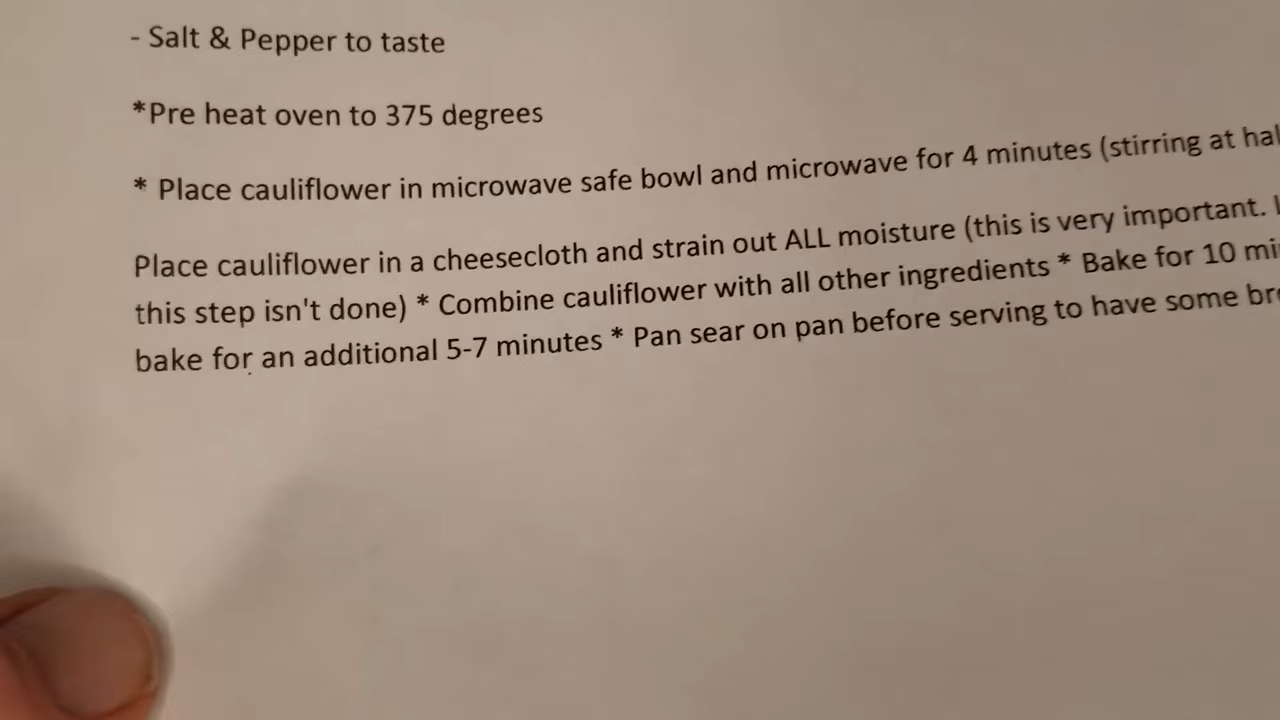 - Salt & Pepper to taste
*Pre heat oven to 375 degrees
* Place cauliflower in microwave safe bowl and microwave for 4 minutes (stirring at
Place cauliflower in a cheesecloth and strain out ALL moisture (this is very important.
this step isn't done) * Combine cauliflower with all other ingredients * Bake for 10
bake for an additional 5-7 minutes * Pan sear on pan before serving to have some